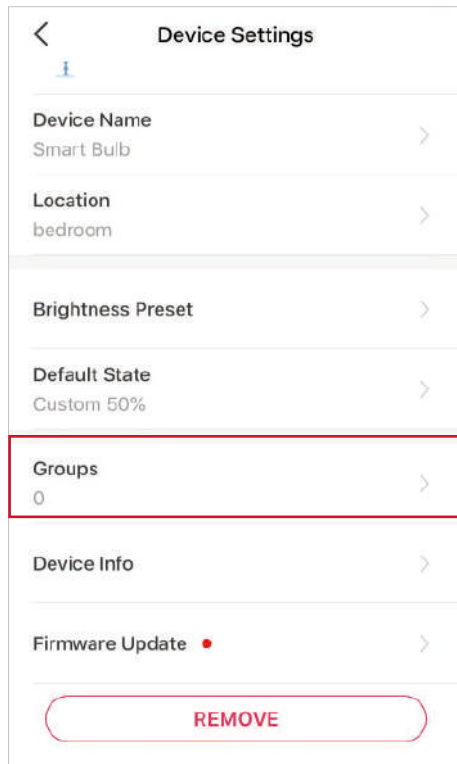 Device Settings
Device Name
Smart Bulb
Location
bedroom
Brightness Preset
Default State
Custom 50%
Groups
0
Device Info
Firmware Update
REMOVE